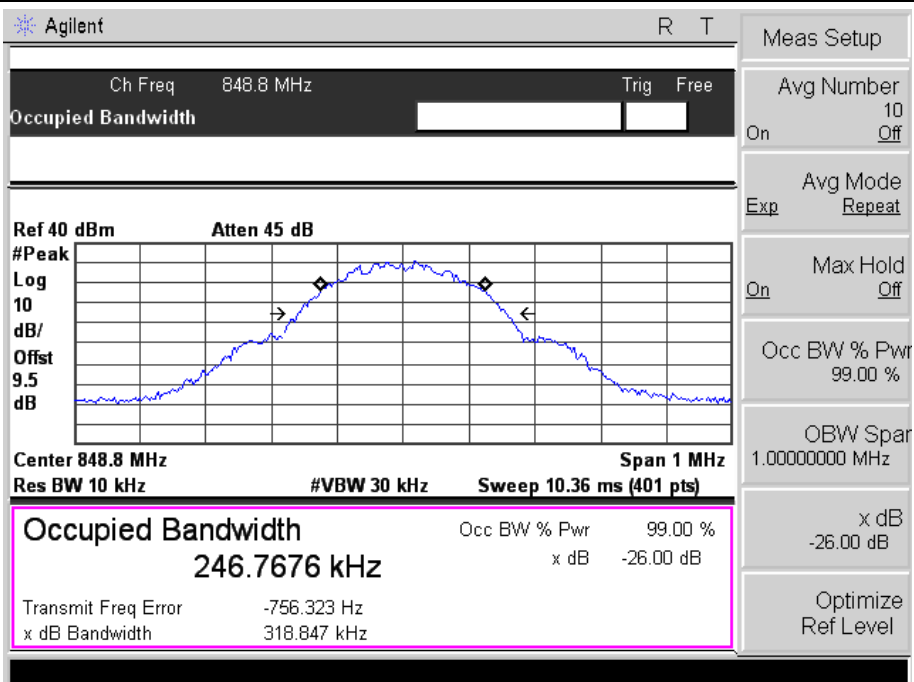 Agilent
R T
Ch Freq 848.8 MHz Trig Free
Occupied Bandwidth
Ref 40 dBm Atten 45 dB
#Peak
Log
10
dB/
Offst
9.5
dB
Center 848.8 MHz Span 1 MHz
Res BW 10 kHz #VBW 30 kHz Sweep 10.36 ms (401 pts)
Occupied Bandwidth
246.7676 kHz
Occ BW % Pwr 99.00 %
x dB -26.00 dB
Transmit Freq Error -756.323 Hz
x dB Bandwidth 318.847 kHz
Meas Setup
Avg Number
10
On Off
Avg Mode
Exp Repeat
Max Hold
On Off
Occ BW % Pwr
99.00 %
OBW Span
1.00000000 MHz
x dB
-26.00 dB
Optimize
Ref Level